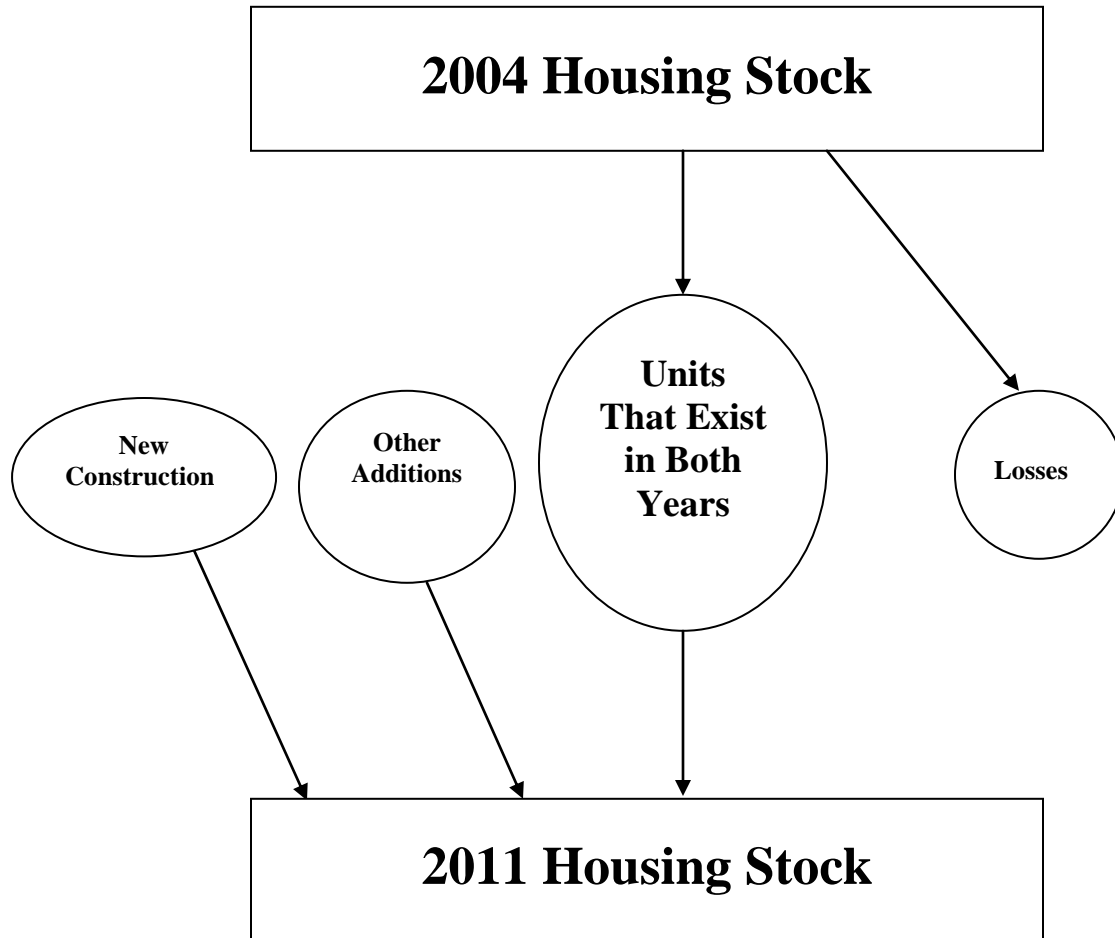 2004 Housing Stock
Units
That Exist
in Both
Years
New
Construction
Other
Additions
Losses
2011 Housing Stock